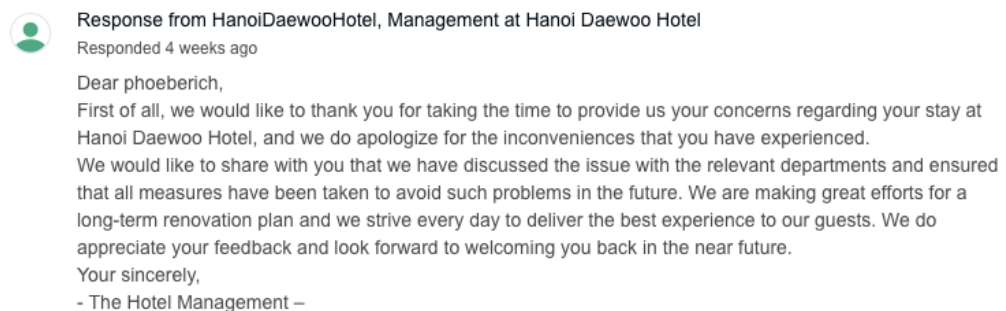 Response from HanoiDaewooHotel, Management at Hanoi Daewoo Hotel
Responded 4 weeks ago
Dear phoeberich,
First of all, we would like to thank you for taking the time to provide us your concerns regarding your stay at
Hanoi Daewoo Hotel, and we do apologize for the inconveniences that you have experienced.
We would like to share with you that we have discussed the issue with the relevant departments and ensured
that all measures have been taken to avoid such problems in the future. We are making great efforts for a
long-term renovation plan and we strive every day to deliver the best experience to our guests. We do
appreciate your feedback and look forward to welcoming you back in the near future.
Your sincerely,
- The Hotel Management –